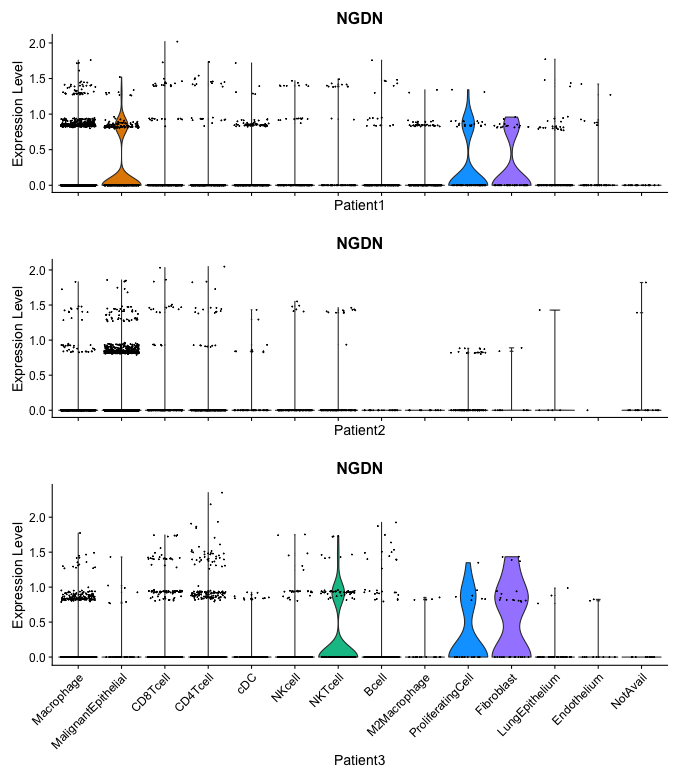 NGDN
Expression Level
2.0
1.5
1.0
0.5
0.0
Patient1
NGDN
Expression Level
2.0
1.5
1.0
0.5
0.0
Patient2
NGDN
Expression Level
2.0
1.5
1.0
0.5
0.0
Macrophage
MalignantEpithelial
CD8Tcell
CD4Tcell
cDC
NKcell
NKTcell
Bcell
M2Macrophage
ProliferatingCell
Fibroblast
LungEpithelium
Endothelium
NotAvail
Patient3